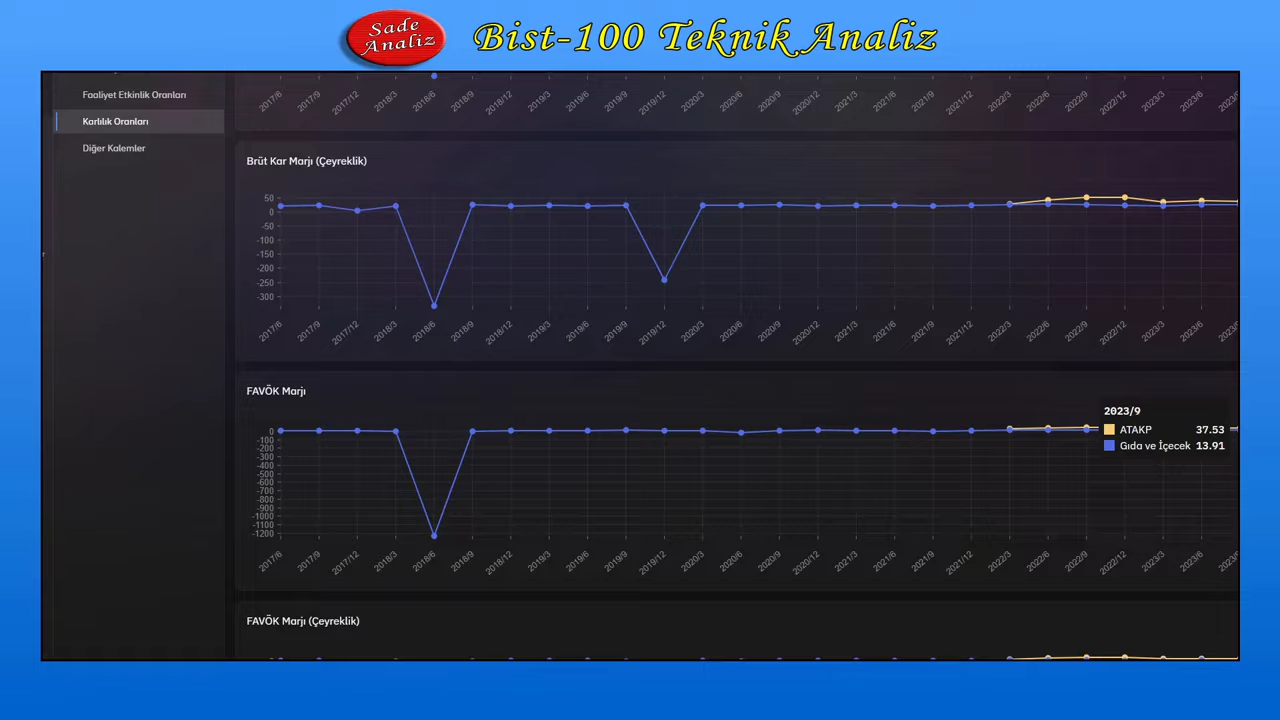 Sade
Analiz
Bist-100 Teknik Analiz
Faaliyet Etkinlik Oranları
Karlılık Oranları
Diğer Kalemler
2017/6 2017/9 2017/12 2018/3 2018/6 2018/9 2018/12 2019/3 2019/6 2019/9 2019/12 2020/3 2020/6 2020/9 2020/12 2021/3 2021/6 2021/9 2021/12 2022/3 2022/6 2022/9 2022/12 2023/3 2023/6
Brüt Kar Marjı (Çeyreklik)
50
0
-50
-100
-150
-200
-250
-300
2017/6 2017/9 2017/12 2018/3 2018/6 2018/9 2018/12 2019/3 2019/6 2019/9 2019/12 2020/3 2020/6 2020/9 2020/12 2021/3 2021/6 2021/9 2021/12 2022/3 2022/6 2022/9 2022/12 2023/3 2023/6
FAVÖK Marjı
2023/9
ATAKP 37.53
Gıda ve İçecek 13.91
0
-100
-200
-300
-400
-500
-600
-700
-800
-900
-1000
-1100
-1200
2017/6 2017/9 2017/12 2018/3 2018/6 2018/9 2018/12 2019/3 2019/6 2019/9 2019/12 2020/3 2020/6 2020/9 2020/12 2021/3 2021/6 2021/9 2021/12 2022/3 2022/6 2022/9 2022/12 2023/3 2023/6
FAVÖK Marjı (Çeyreklik)